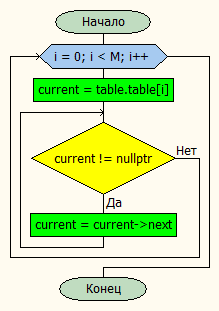 Начало
i = 0; i < M; i++
current = table.table[i]
current != nullptr
Нет
Да
current = current->next
Конец